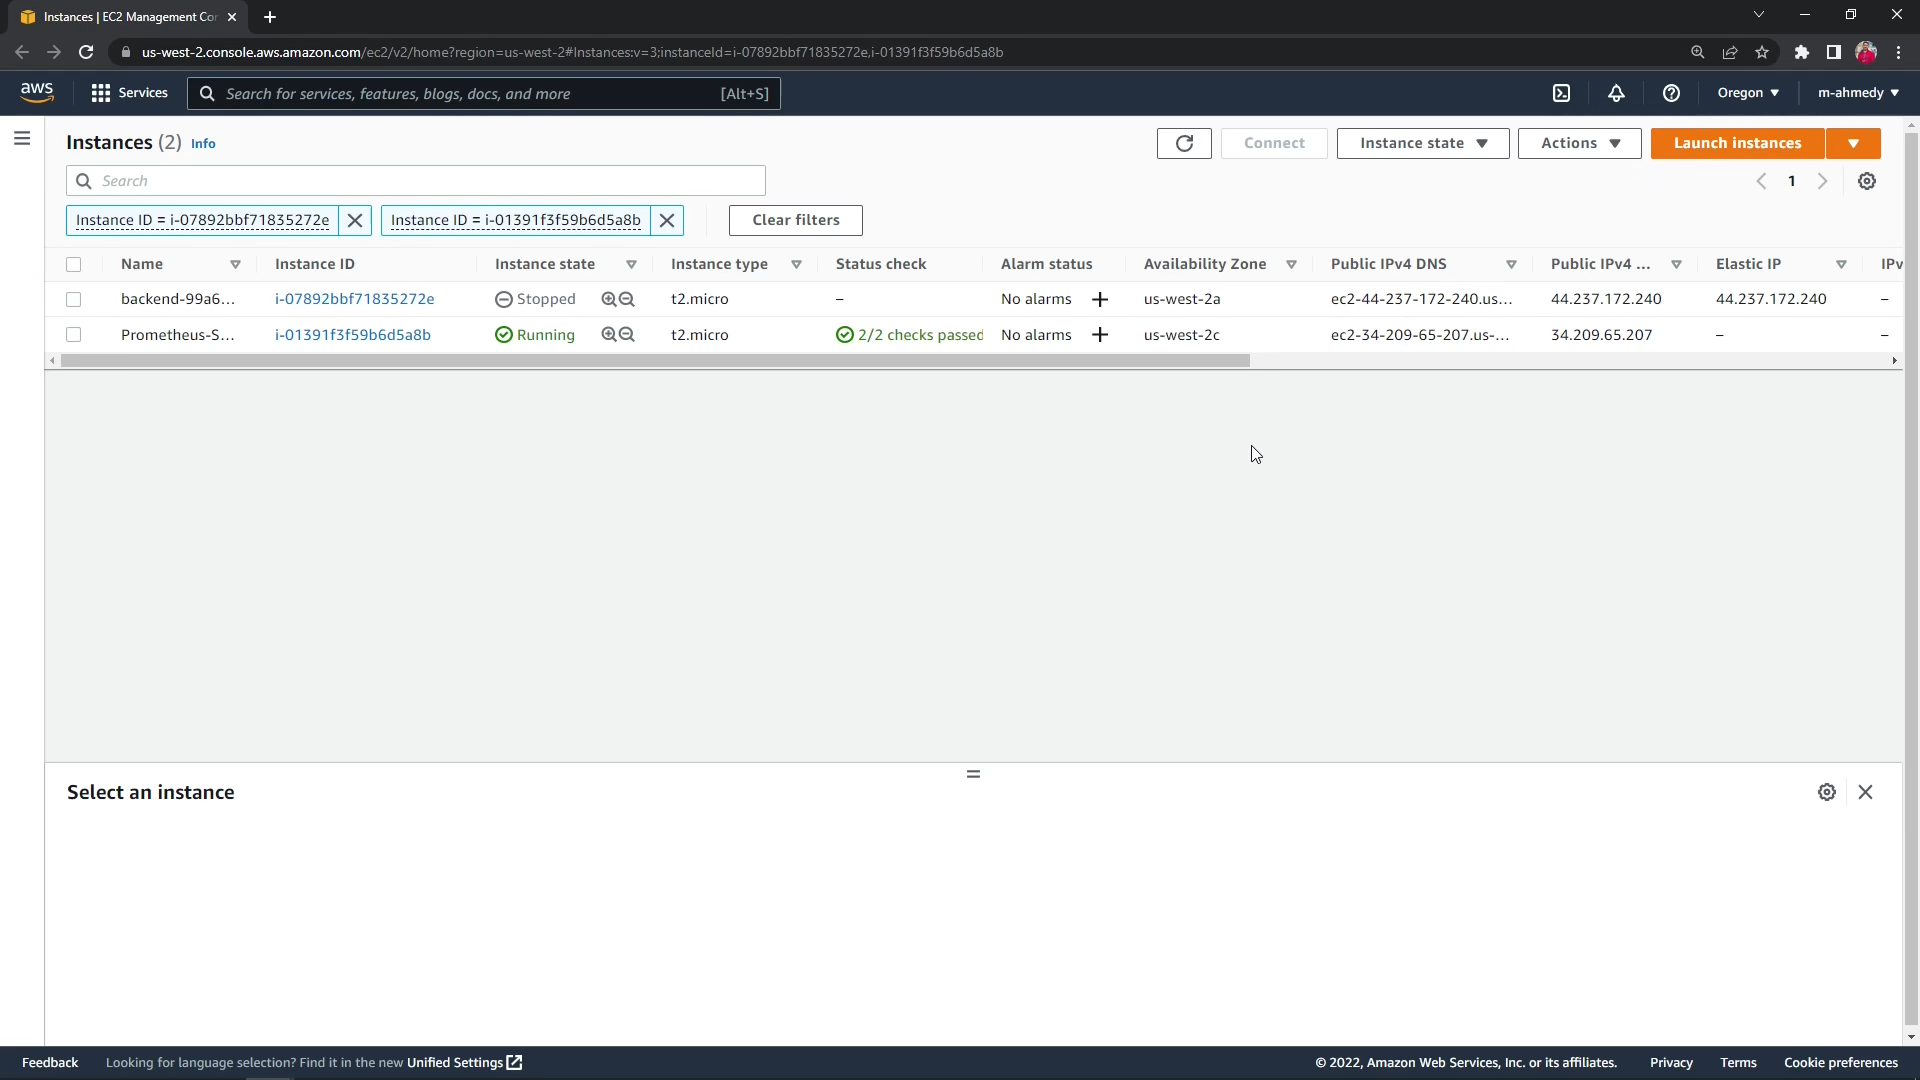 Instances | EC2 Management Co
us-west-2.console.aws.amazon.com/ec2/v2/home?region=us-west-2#Instances:v=3;instanceId=i-07892bbf71835272e,i-01391f3f59b6d5a8b
aws Services Search for services, features, blogs, docs, and more [Alt+S] Oregon ▼ m-ahmedy ▼
Instances (2) Info Connect Instance state ▼ Actions ▼ Launch instances ▼
Search 1
Instance ID = i-07892bbf71835272e Instance ID = i-01391f3f59b6d5a8b Clear filters
Name Instance ID Instance state Instance type Status check Alarm status Availability Zone Public IPv4 DNS Public IPv4 ... Elastic IP IPv
backend-99a6... i-07892bbf71835272e Stopped t2.micro – No alarms + us-west-2a ec2-44-237-172-240.us... 44.237.172.240 44.237.172.240 –
Prometheus-S... i-01391f3f59b6d5a8b Running t2.micro 2/2 checks passed No alarms + us-west-2c ec2-34-209-65-207.us-... 34.209.65.207 – –
Select an instance
Feedback Looking for language selection? Find it in the new Unified Settings © 2022, Amazon Web Services, Inc. or its affiliates. Privacy Terms Cookie preferences